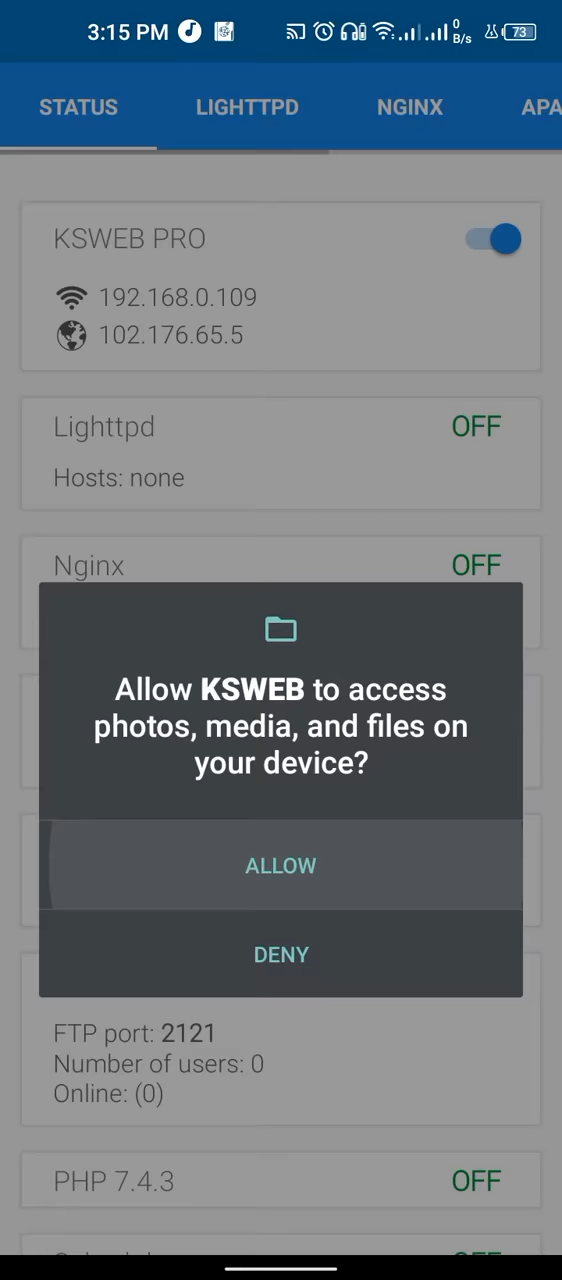 3:15 PM
0
B/s
73
STATUS
LIGHTTPD
NGINX
APA
KSWEB PRO
192.168.0.109
102.176.65.5
Lighttpd
OFF
Hosts: none
Nginx
OFF
Allow KSWEB to access
photos, media, and files on
your device?
ALLOW
DENY
FTP port: 2121
Number of users: 0
Online: (0)
PHP 7.4.3
OFF